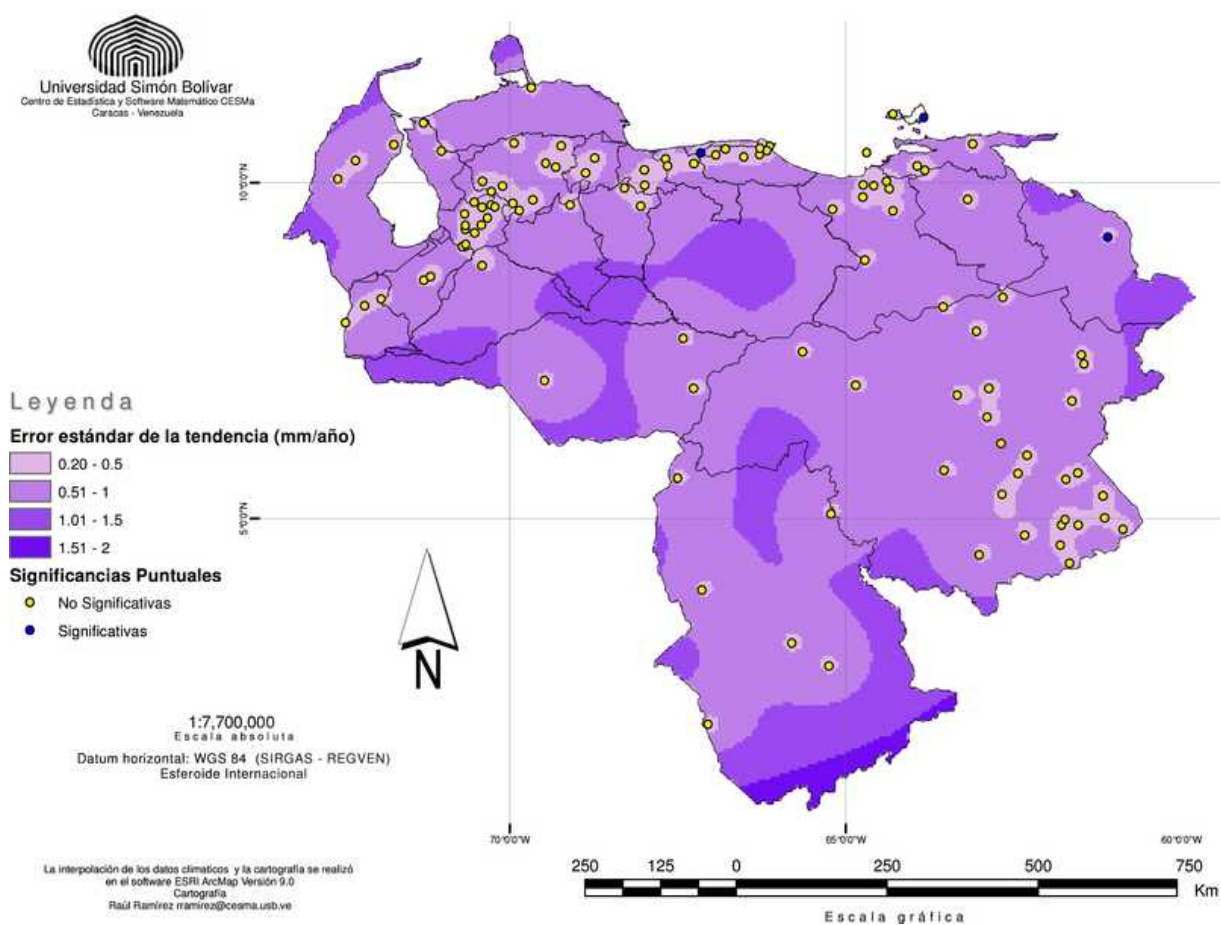 Universidad Simón Bolívar
Centro de Estadística y Software Matemático CESMa
Caracas - Venezuela
10°0'0"N
5°0'0"N
Leyenda
Error estándar de la tendencia (mm/año)
0.20 - 0.5
0.51 - 1
1.01 - 1.5
1.51 - 2
Significancias Puntuales
No Significativas
Significativas
N
1:7,700,000
Escala absoluta
Datum horizontal: WGS 84 (SIRGAS - REGVEN)
Esferoide Internacional
70°0'0"W
65°0'0"W
60°0'0"W
La interpolación de los datos climaticos y la cartografía se realizó
en el software ESRI ArcMap Versión 9.0
Cartografía
Raúl Ramírez rramirez@cesma.usb.ve
250 125 0 250 500 750
Km
Escala gráfica